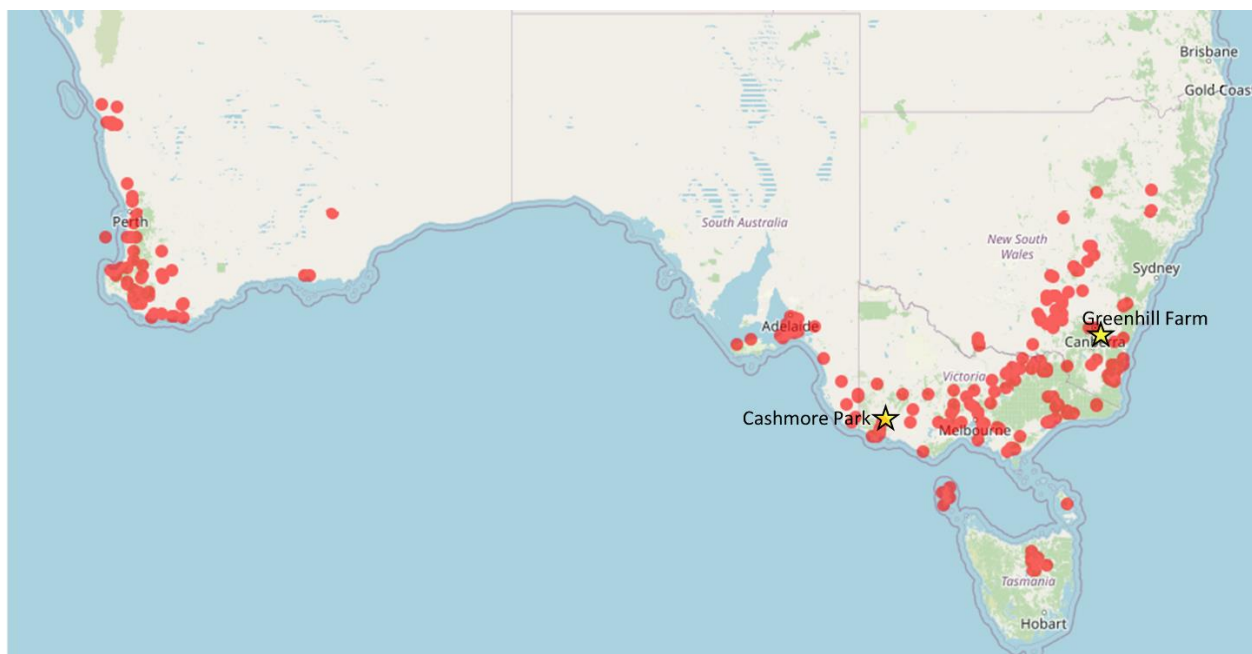 Brisbane
Gold Coas
Perth
South Australia
New South
Wales
Sydney
Adelaide
Greenhill Farm
Canberra
Victoria
Cashmore Park
Melbourne
Tasmania
Hobart